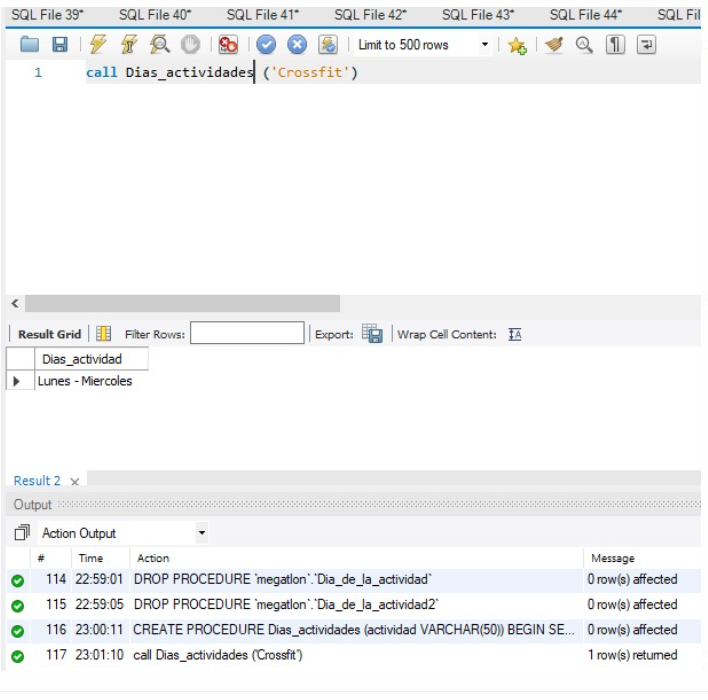 SQL File 39* SQL File 40* SQL File 41* SQL File 42* SQL File 43* SQL File 44* SQL Fil
Limit to 500 rows
1 call Dias_actividades ('Crossfit')
Result Grid Filter Rows: Export: Wrap Cell Content:
Dias_actividad
Lunes - Miercoles
Result 2
Output
Action Output
# Time Action Message
114 22:59:01 DROP PROCEDURE `megatlon`.`Dia_de_la_actividad` 0 row(s) affected
115 22:59:05 DROP PROCEDURE `megatlon`.`Dia_de_la_actividad2` 0 row(s) affected
116 23:00:11 CREATE PROCEDURE Dias_actividades (actividad VARCHAR(50)) BEGIN SE... 0 row(s) affected
117 23:01:10 call Dias_actividades ('Crossfit') 1 row(s) returned